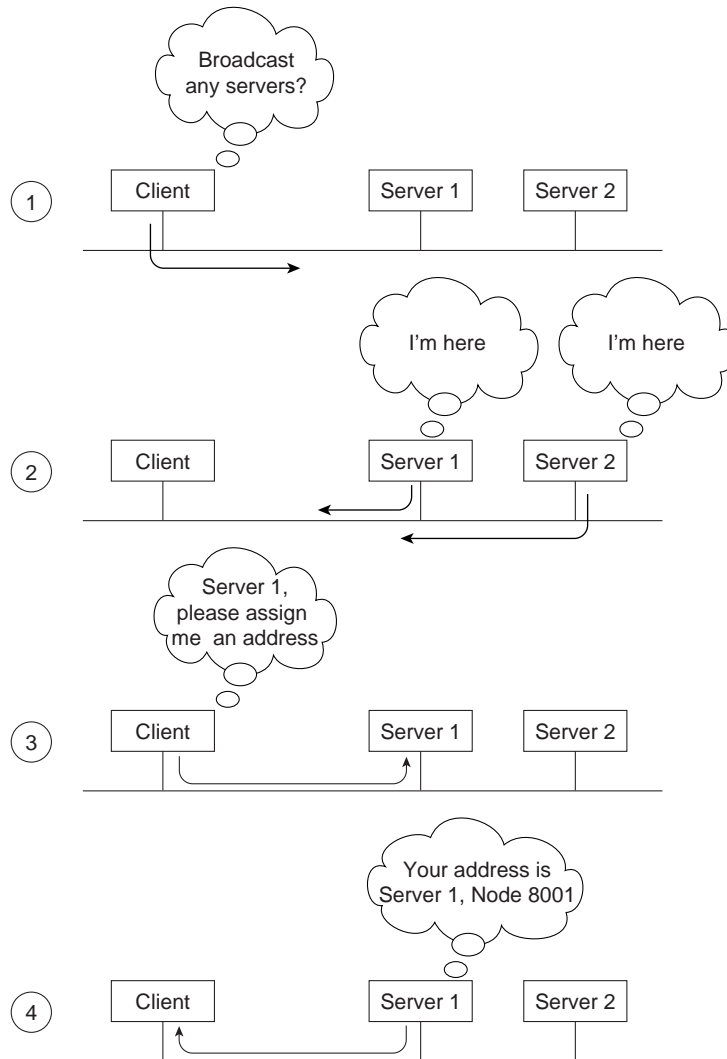 Broadcast
any servers?
1
Client
Server 1
Server 2
I'm here
I'm here
2
Client
Server 1
Server 2
Server 1,
please assign
me an address
3
Client
Server 1
Server 2
Your address is
Server 1, Node 8001
4
Client
Server 1
Server 2